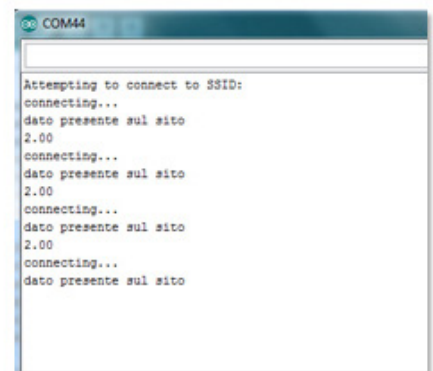 COM44
Attempting to connect to SSID:
connecting...
dato presente sul sito
2.00
connecting...
dato presente sul sito
2.00
connecting...
dato presente sul sito
2.00
connecting...
dato presente sul sito